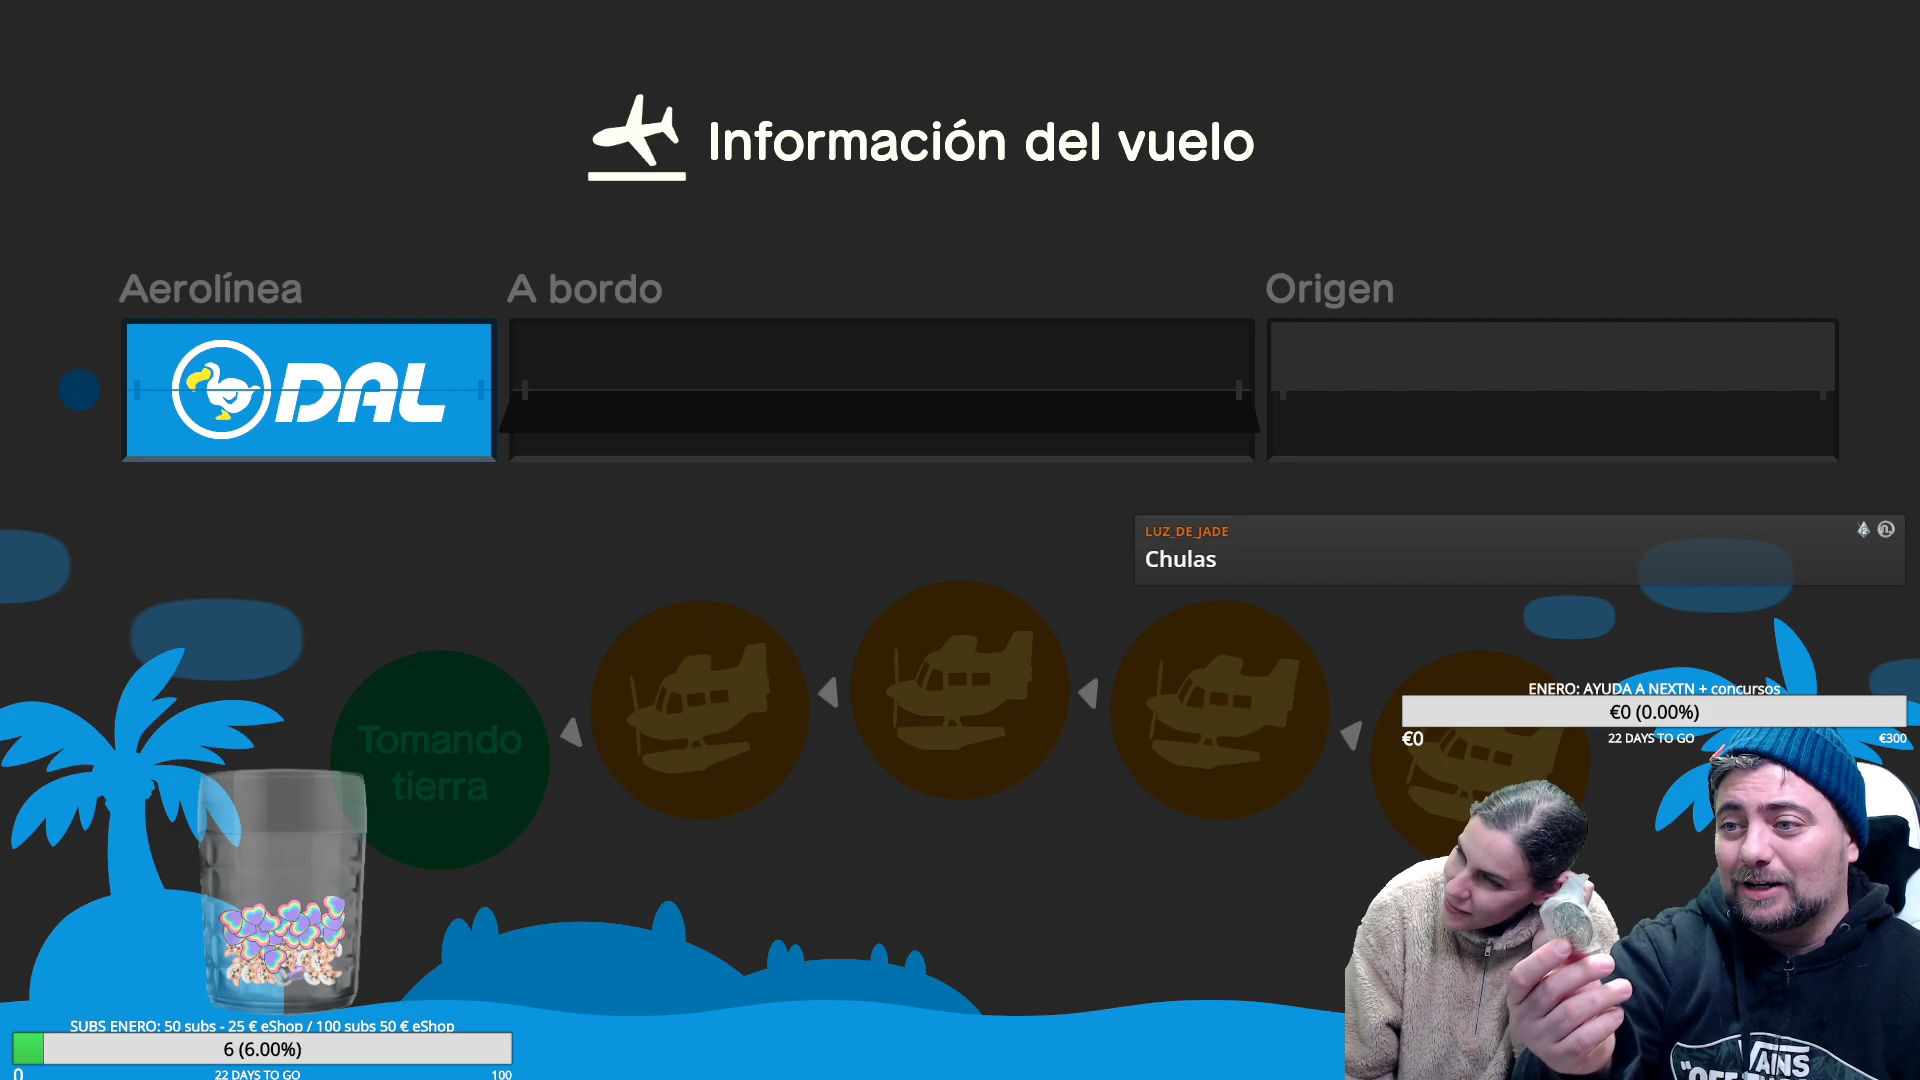 Información del vuelo
Aerolínea
A bordo
Origen
DAL
LUZ_DE_JADE
Chulas
Tomando
tierra
ENERO: AYUDA A NEXTN + concursos
€0 (0.00%)
€0
22 DAYS TO GO
€300
SUBS ENERO: 50 subs - 25 € eShop / 100 subs 50 € eShop
6 (6.00%)
0
22 DAYS TO GO
100
VANS